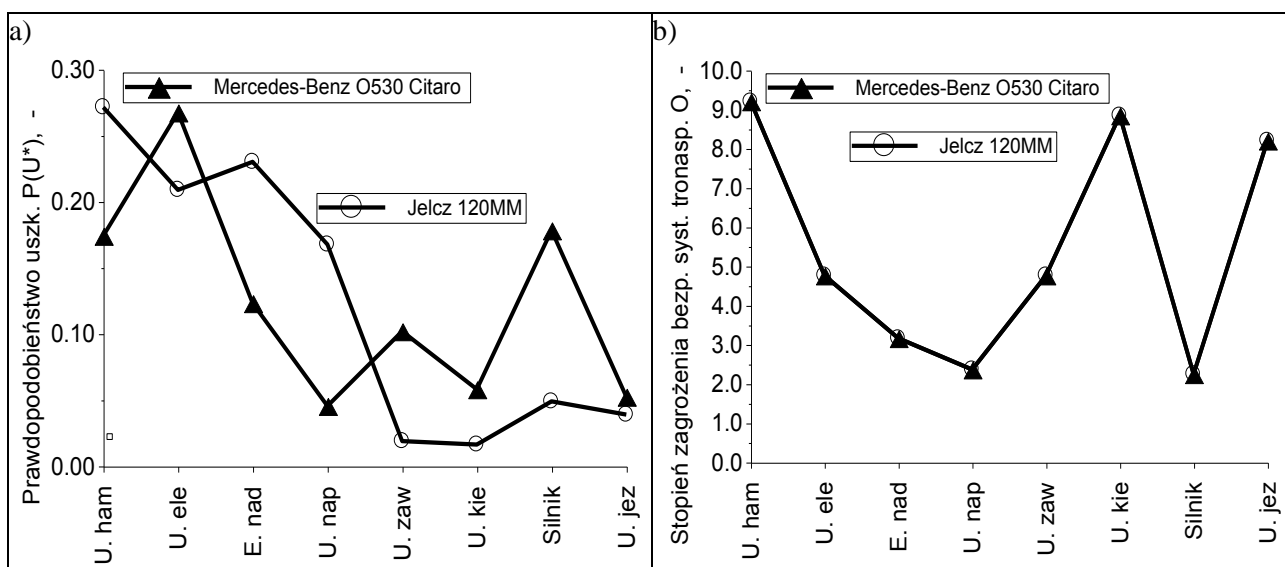 a)
Prawdopodobieństwo uszk. P(U*), -
0.30
0.20
0.10
0.00
Mercedes-Benz O530 Citaro
Jelcz 120MM
U. ham
U. ele
E. nad
U. nap
U. zaw
U. kie
Silnik
U. jez
b)
Stopień zagrożenia bezp. syst. tronasp. O, -
10.0
9.0
8.0
7.0
6.0
5.0
4.0
3.0
2.0
1.0
0.0
Mercedes-Benz O530 Citaro
Jelcz 120MM
U. ham
U. ele
E. nad
U. nap
U. zaw
U. kie
Silnik
U. jez